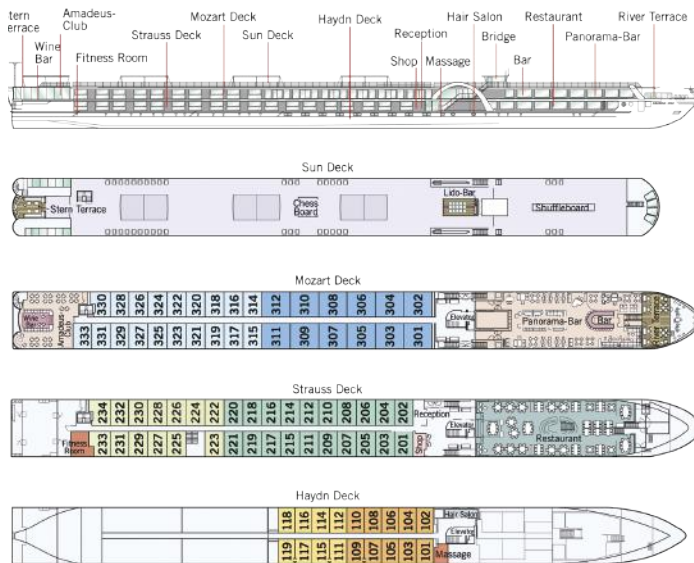 Stern Terrace
Wine Bar
Amadeus-Club
Fitness Room
Strauss Deck
Mozart Deck
Sun Deck
Haydn Deck
Reception
Shop
Massage
Hair Salon
Bridge
Bar
Restaurant
Panorama-Bar
River Terrace
Sun Deck
Stern Terrace
Chess Board
Lido-Bar
Shuffleboard
Mozart Deck
330 328 326 324 322 320 318 316 314 312 310 308 306 304 302
333 331 329 327 325 323 321 319 317 315 311 309 307 305 303 301
Wine Bar
Amadeus-Club
Elevator
Panorama-Bar
Bar
River Terrace
Strauss Deck
234 232 230 228 226 224 222 220 218 216 214 212 210 208 206 204 202
233 231 229 227 225 223 221 219 217 215 211 209 207 205 203 201
Fitness Room
Reception
Shop
Elevator
Restaurant
Haydn Deck
118 116 114 112 110 108 106 104 102
119 117 115 111 109 107 105 103 101
Hair Salon
Elevator
Massage